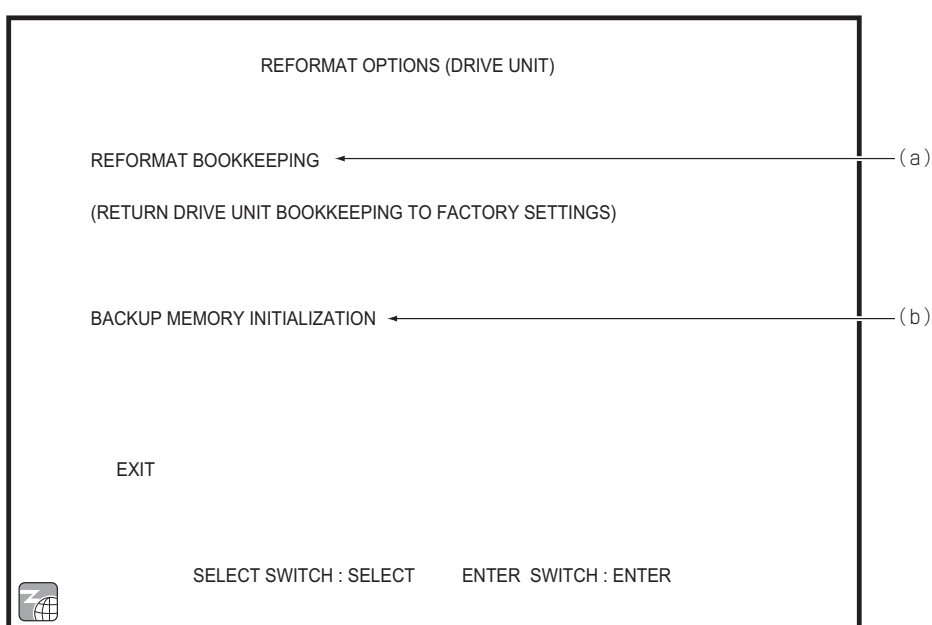 REFORMAT OPTIONS (DRIVE UNIT)
REFORMAT BOOKKEEPING
(a)
(RETURN DRIVE UNIT BOOKKEEPING TO FACTORY SETTINGS)
BACKUP MEMORY INITIALIZATION
(b)
EXIT
SELECT SWITCH : SELECT ENTER SWITCH : ENTER